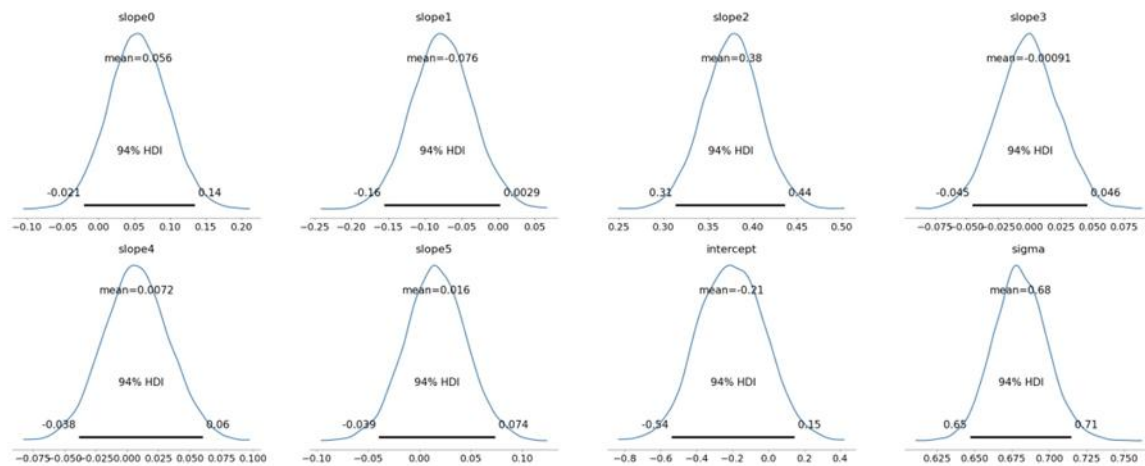 slope0
mean=0.056
94% HDI
-0.021 0.14
-0.10 -0.05 0.00 0.05 0.10 0.15 0.20
slope1
mean=-0.076
94% HDI
-0.16 0.0029
-0.25 -0.20 -0.15 -0.10 -0.05 0.00 0.05
slope2
mean=0.38
94% HDI
0.31 0.44
0.25 0.30 0.35 0.40 0.45 0.50
slope3
mean=-0.00091
94% HDI
-0.045 0.046
-0.075 -0.050 -0.025 0.000 0.025 0.050 0.075
slope4
mean=0.0072
94% HDI
-0.038 0.06
-0.075 -0.050 -0.025 0.000 0.025 0.050 0.075 0.100
slope5
mean=0.016
94% HDI
-0.039 0.074
-0.10 -0.05 0.00 0.05 0.10
intercept
mean=-0.21
94% HDI
-0.54 0.15
-0.8 -0.6 -0.4 -0.2 0.0 0.2 0.4
sigma
mean=0.68
94% HDI
0.65 0.71
0.625 0.650 0.675 0.700 0.725 0.750